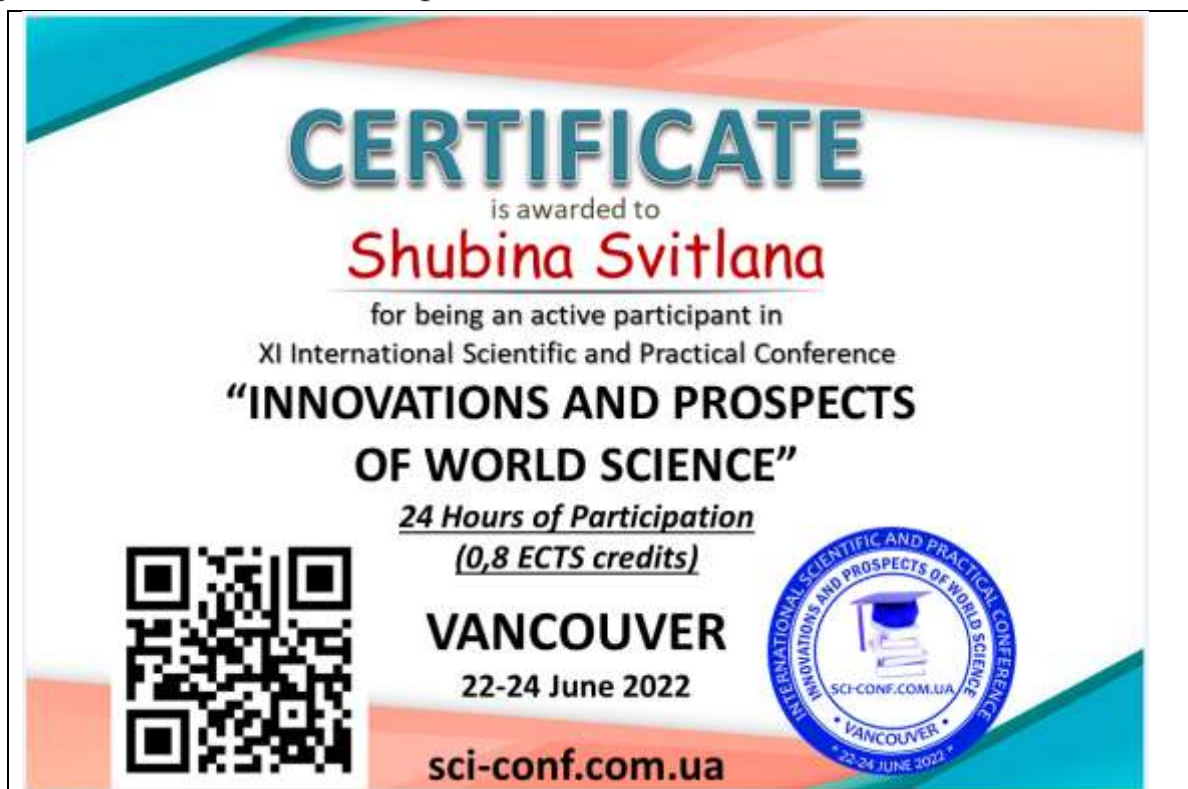 CERTIFICATE
is awarded to
Shubina Svitlana
for being an active participant in
XI International Scientific and Practical Conference
“INNOVATIONS AND PROSPECTS
OF WORLD SCIENCE”
24 Hours of Participation
(0,8 ECTS credits)
VANCOUVER
22-24 June 2022
sci-conf.com.ua
INTERNATIONAL SCIENTIFIC AND PRACTICAL CONFERENCE
INNOVATIONS AND PROSPECTS OF WORLD SCIENCE
SCI-CONF.COM.UA
• VANCOUVER •
* 22-24 JUNE 2022 *